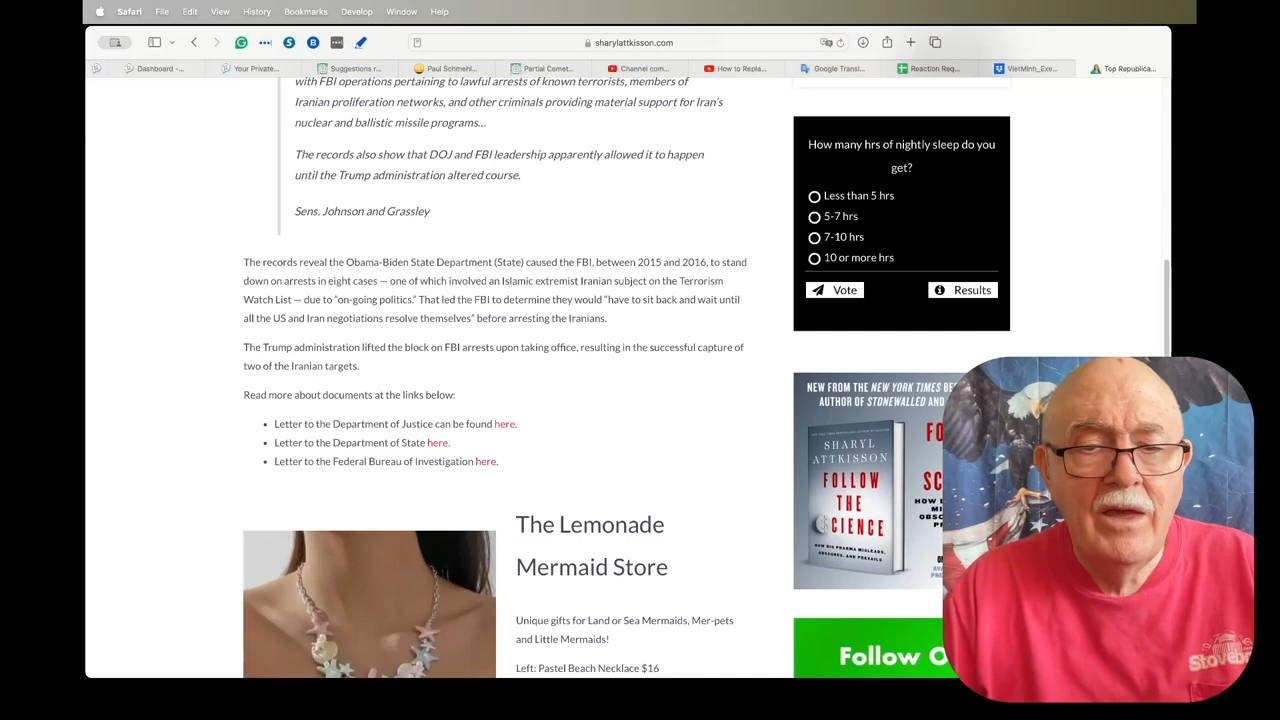 Safari File Edit View History Bookmarks Develop Window Help
sharylattkisson.com
Dashboard -... Your Private... Suggestions r... Paul Schmehl... Partial Cemet... Channel com... How to Repla... Google Transl... Reaction Req... VietMinh_Exe... Top Republica...
with FBI operations pertaining to lawful arrests of known terrorists, members of
Iranian proliferation networks, and other criminals providing material support for Iran's
nuclear and ballistic missile programs...
The records also show that DOJ and FBI leadership apparently allowed it to happen
until the Trump administration altered course.
Sens. Johnson and Grassley
The records reveal the Obama-Biden State Department (State) caused the FBI, between 2015 and 2016, to stand
down on arrests in eight cases — one of which involved an Islamic extremist Iranian subject on the Terrorism
Watch List — due to "on-going politics." That led the FBI to determine they would "have to sit back and wait until
all the US and Iran negotiations resolve themselves" before arresting the Iranians.
The Trump administration lifted the block on FBI arrests upon taking office, resulting in the successful capture of
two of the Iranian targets.
Read more about documents at the links below:
• Letter to the Department of Justice can be found here.
• Letter to the Department of State here.
• Letter to the Federal Bureau of Investigation here.
The Lemonade
Mermaid Store
Unique gifts for Land or Sea Mermaids, Mer-pets
and Little Mermaids!
Left: Pastel Beach Necklace $16
How many hrs of nightly sleep do you
get?
Less than 5 hrs
5-7 hrs
7-10 hrs
10 or more hrs
Vote Results
NEW FROM THE NEW YORK TIMES
AUTHOR OF STONEWALLED AND
SHARYL
ATTKISSON
FOLLOW
THE
SCIENCE
HOW BIG PHARMA MISLEADS,
OBSCURES, AND PREVAILS
Follow